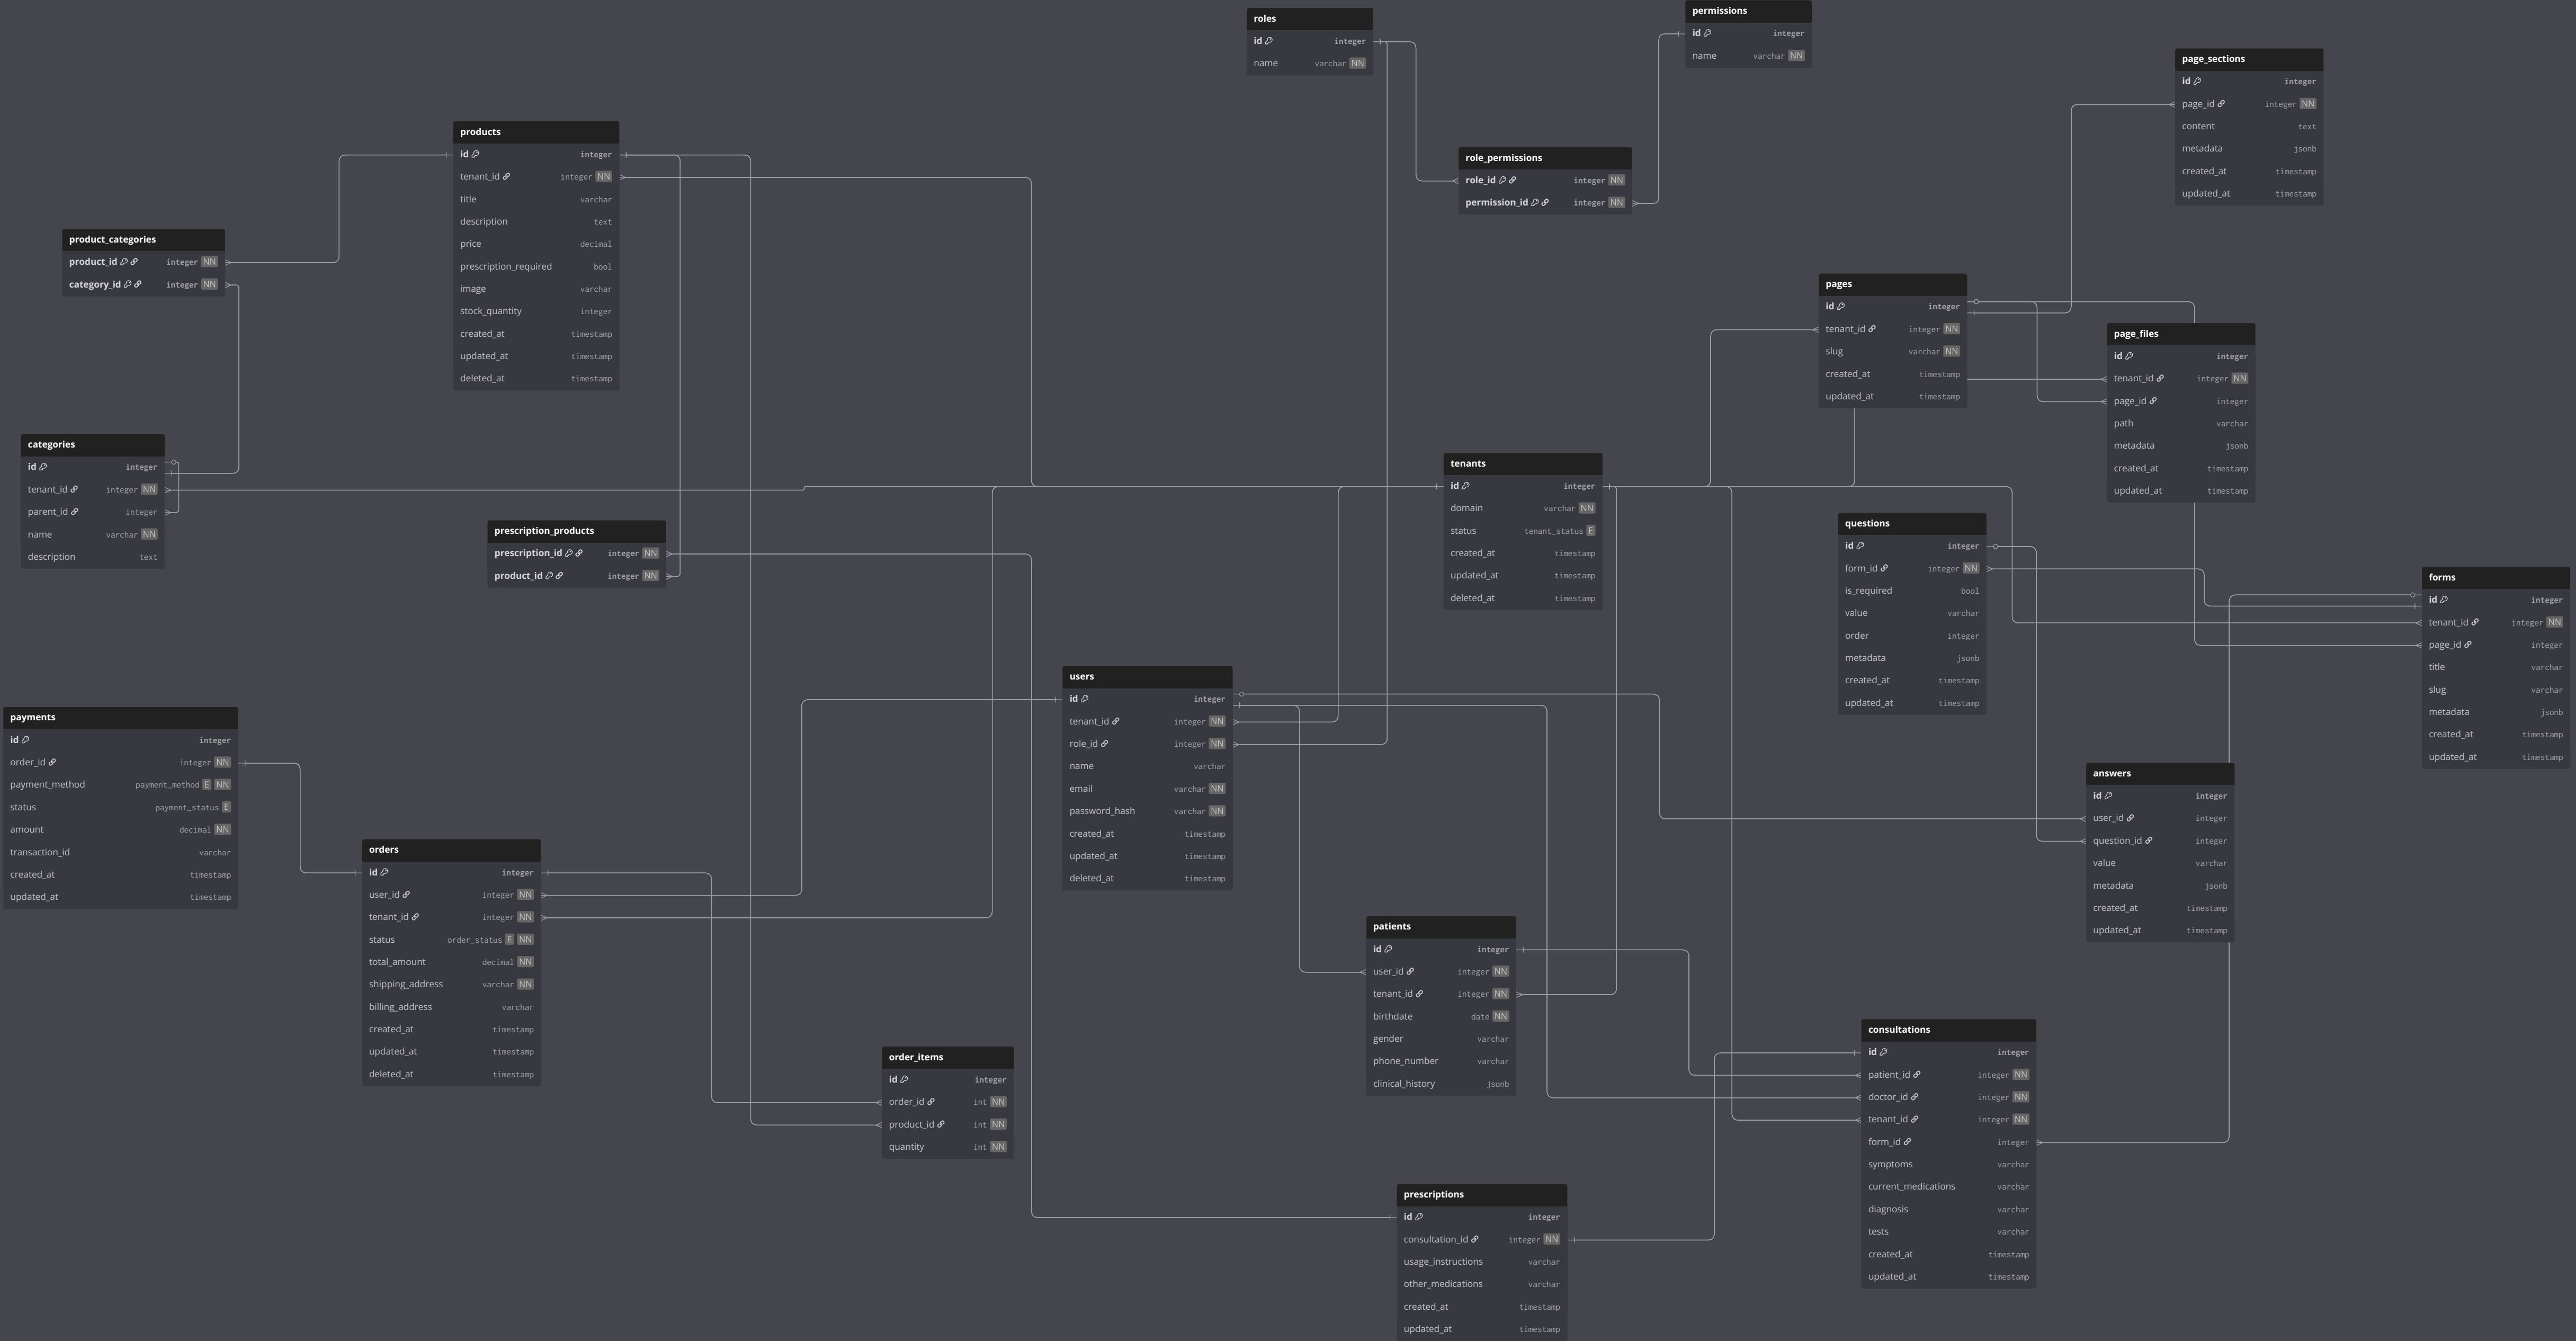 roles
id integer
name varchar NN
permissions
id integer
name varchar NN
page_sections
id integer
page_id integer NN
content text
metadata jsonb
created_at timestamp
updated_at timestamp
products
id integer
tenant_id integer NN
title varchar
description text
price decimal
prescription_required bool
image varchar
stock_quantity integer
created_at timestamp
updated_at timestamp
deleted_at timestamp
role_permissions
role_id integer NN
permission_id integer NN
product_categories
product_id integer NN
category_id integer NN
pages
id integer
tenant_id integer NN
slug varchar NN
created_at timestamp
updated_at timestamp
page_files
id integer
tenant_id integer NN
page_id integer
path varchar
metadata jsonb
created_at timestamp
updated_at timestamp
categories
id integer
tenant_id integer NN
parent_id integer
name varchar NN
description text
tenants
id integer
domain varchar NN
status tenant_status E
created_at timestamp
updated_at timestamp
deleted_at timestamp
prescription_products
prescription_id integer NN
product_id integer NN
questions
id integer
form_id integer NN
is_required bool
value varchar
order integer
metadata jsonb
created_at timestamp
updated_at timestamp
forms
id integer
tenant_id integer NN
page_id integer
title varchar
slug varchar
metadata jsonb
created_at timestamp
updated_at timestamp
users
id integer
tenant_id integer NN
role_id integer NN
name varchar
email varchar NN
password_hash varchar NN
created_at timestamp
updated_at timestamp
deleted_at timestamp
payments
id integer
order_id integer NN
payment_method payment_method E NN
status payment_status E
amount decimal NN
transaction_id varchar
created_at timestamp
updated_at timestamp
answers
id integer
user_id integer
question_id integer
value varchar
metadata jsonb
created_at timestamp
updated_at timestamp
orders
id integer
user_id integer NN
tenant_id integer NN
status order_status E NN
total_amount decimal NN
shipping_address varchar NN
billing_address varchar
created_at timestamp
updated_at timestamp
deleted_at timestamp
patients
id integer
user_id integer NN
tenant_id integer NN
birthdate date NN
gender varchar
phone_number varchar
clinical_history jsonb
consultations
id integer
patient_id integer NN
doctor_id integer NN
tenant_id integer NN
form_id integer
symptoms varchar
current_medications varchar
diagnosis varchar
tests varchar
created_at timestamp
updated_at timestamp
order_items
id integer
order_id int NN
product_id int NN
quantity int NN
prescriptions
id integer
consultation_id integer NN
usage_instructions varchar
other_medications varchar
created_at timestamp
updated_at timestamp